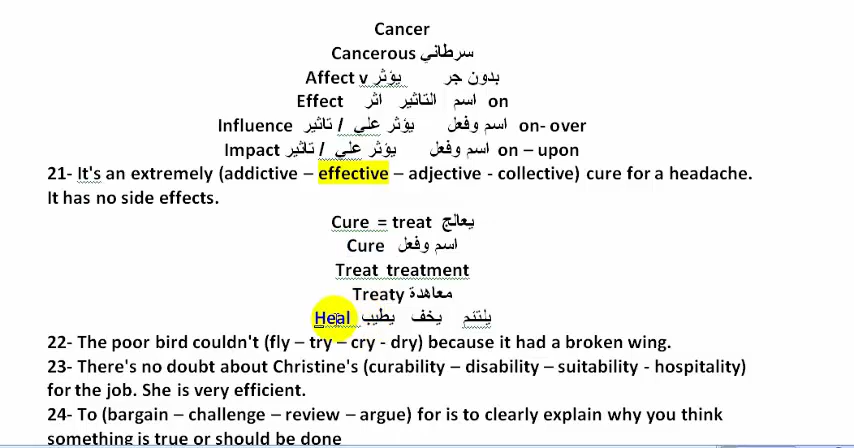 Cancer
Cancerous سرطاني
Affect v يؤثر بدون جر
Effect اثر التاثير اسم on
Influence يؤثر علي / تاثير اسم وفعل on- over
Impact يؤثر علي / تاثير اسم وفعل on – upon
21- It's an extremely (addictive – effective – adjective - collective) cure for a headache.
It has no side effects.
Cure = treat يعالج
Cure اسم وفعل
Treat treatment
Treaty معاهدة
Heal يلتئم يخف يطيب
22- The poor bird couldn't (fly – try – cry - dry) because it had a broken wing.
23- There's no doubt about Christine's (curability – disability – suitability - hospitality)
for the job. She is very efficient.
24- To (bargain – challenge – review – argue) for is to clearly explain why you think
something is true or should be done